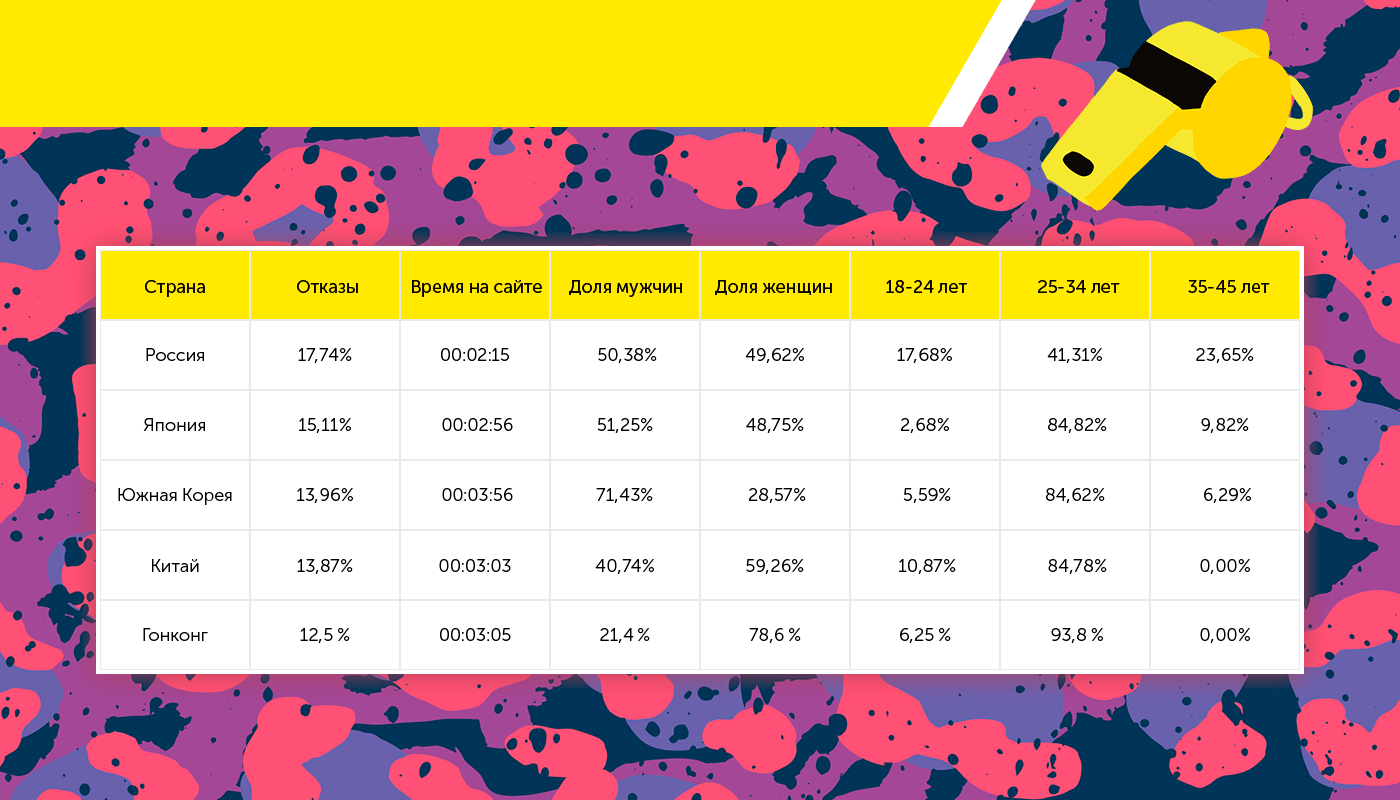 Страна Отказы Время на сайте Доля мужчин Доля женщин 18-24 лет 25-34 лет 35-45 лет
Россия 17,74% 00:02:15 50,38% 49,62% 17,68% 41,31% 23,65%
Япония 15,11% 00:02:56 51,25% 48,75% 2,68% 84,82% 9,82%
Южная Корея 13,96% 00:03:56 71,43% 28,57% 5,59% 84,62% 6,29%
Китай 13,87% 00:03:03 40,74% 59,26% 10,87% 84,78% 0,00%
Гонконг 12,5 % 00:03:05 21,4 % 78,6 % 6,25 % 93,8 % 0,00%